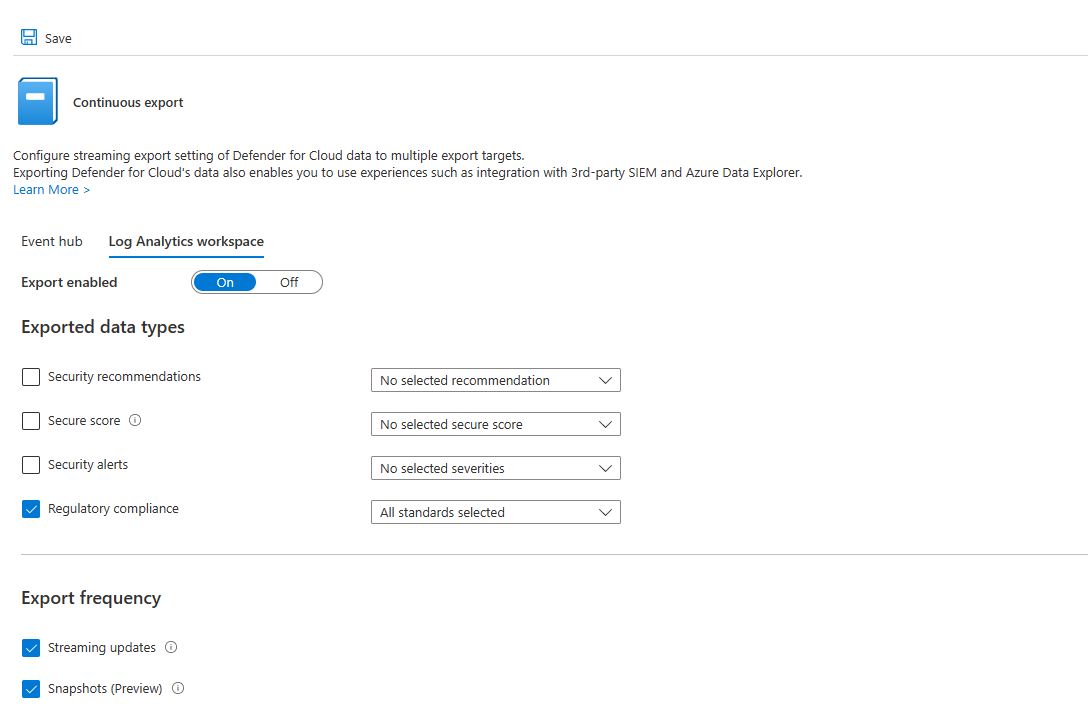 Save
Continuous export
Configure streaming export setting of Defender for Cloud data to multiple export targets.
Exporting Defender for Cloud's data also enables you to use experiences such as integration with 3rd-party SIEM and Azure Data Explorer.
Learn More >
Event hub Log Analytics workspace
Export enabled On Off
Exported data types
Security recommendations No selected recommendation
Secure score No selected secure score
Security alerts No selected severities
Regulatory compliance All standards selected
Export frequency
Streaming updates
Snapshots (Preview)